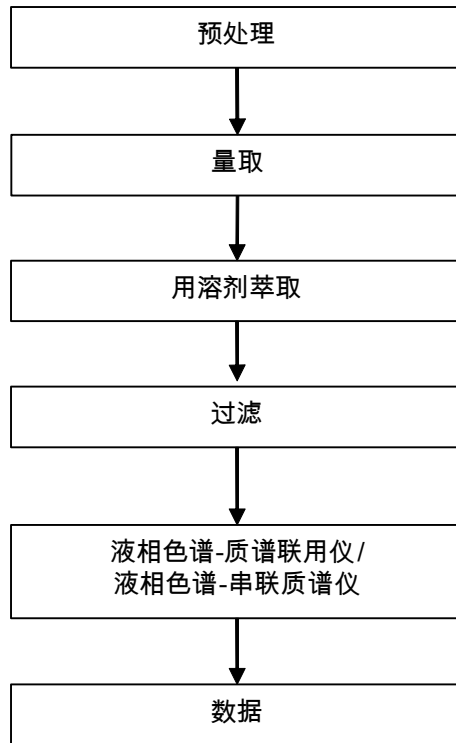 预处理
量取
用溶剂萃取
过滤
液相色谱-质谱联用仪/
液相色谱-串联质谱仪
数据